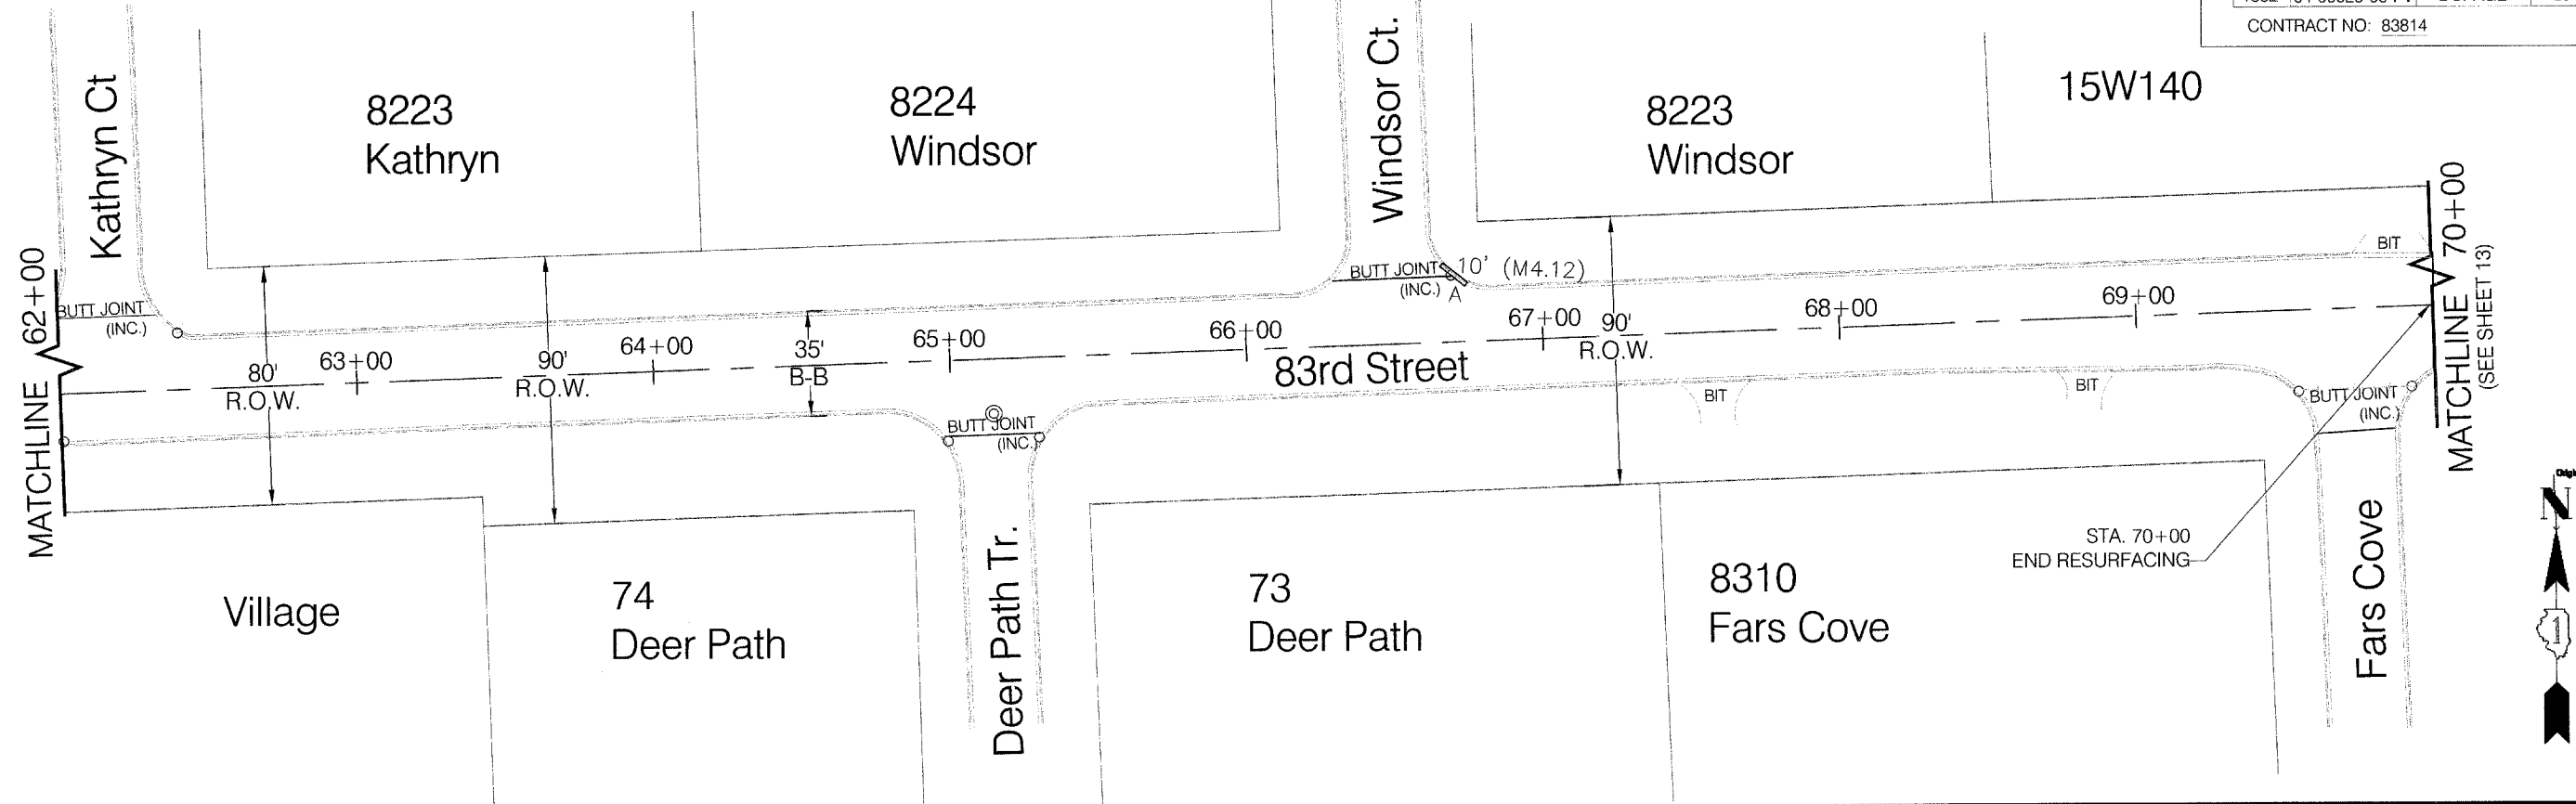 CONTRACT NO: 83814
Kathryn Ct
8223
Kathryn
8224
Windsor
Windsor Ct.
8223
Windsor
15W140
MATCHLINE 62+00
MATCHLINE 70+00
(SEE SHEET 13)
BUTT JOINT
(INC.)
BUTT JOINT
(INC.)
A
10' (M4.12)
BIT
80'
R.O.W.
63+00
90'
R.O.W.
64+00
35'
B-B
65+00
66+00
83rd Street
67+00
90'
R.O.W.
68+00
69+00
BUTT JOINT
(INC.)
BIT
BIT
BUTT JOINT
(INC.)
STA. 70+00
END RESURFACING
Village
74
Deer Path
Deer Path Tr.
73
Deer Path
8310
Fars Cove
Fars Cove
N
1